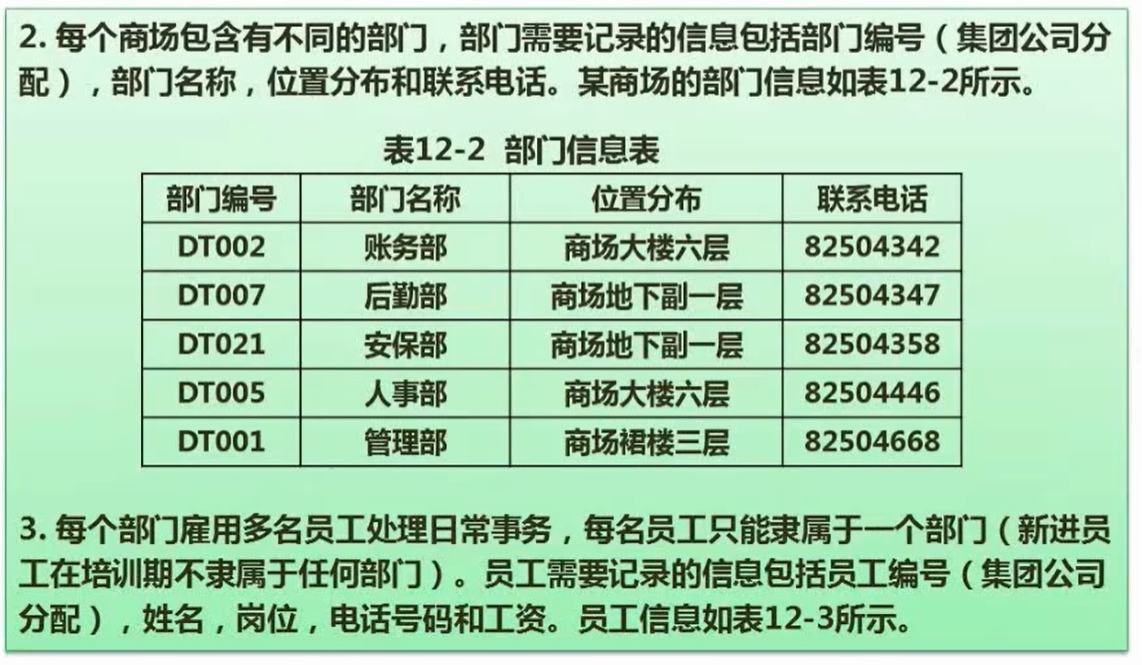 2. 每个商场包含有不同的部门，部门需要记录的信息包括部门编号（集团公司分
配），部门名称，位置分布和联系电话。某商场的部门信息如表12-2所示。
表12-2 部门信息表
部门编号 部门名称 位置分布 联系电话
DT002 账务部 商场大楼六层 82504342
DT007 后勤部 商场地下副一层 82504347
DT021 安保部 商场地下副一层 82504358
DT005 人事部 商场大楼六层 82504446
DT001 管理部 商场裙楼三层 82504668
3. 每个部门雇用多名员工处理日常事务，每名员工只能隶属于一个部门（新进员
工在培训期不隶属于任何部门）。员工需要记录的信息包括员工编号（集团公司
分配），姓名，岗位，电话号码和工资。员工信息如表12-3所示。